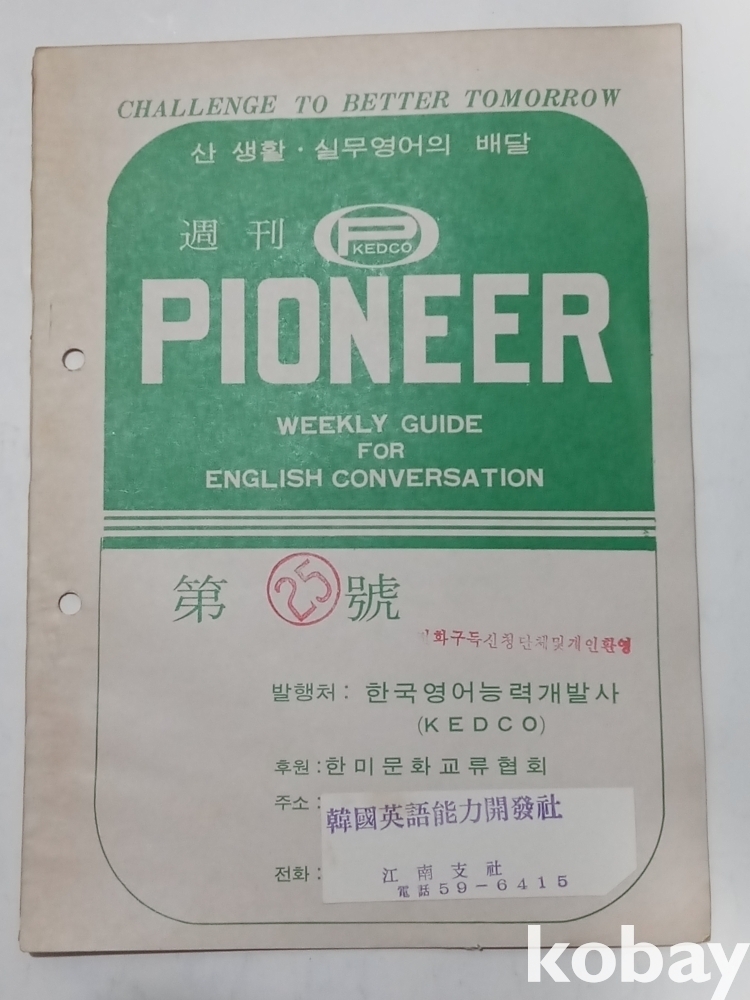 CHALLENGE TO BETTER TOMORROW
산 생활 · 실무영어의 배달
週刊 P KEDCO
PIONEER
WEEKLY GUIDE
FOR
ENGLISH CONVERSATION
第 25 號
화구독신청단체및개인환영
발행처 : 한국영어능력개발사
(KEDCO)
후원 : 한미문화교류협회
주소 :
韓國英語能力開發社
江南支社
전화 :
電話 59-6415
kobay